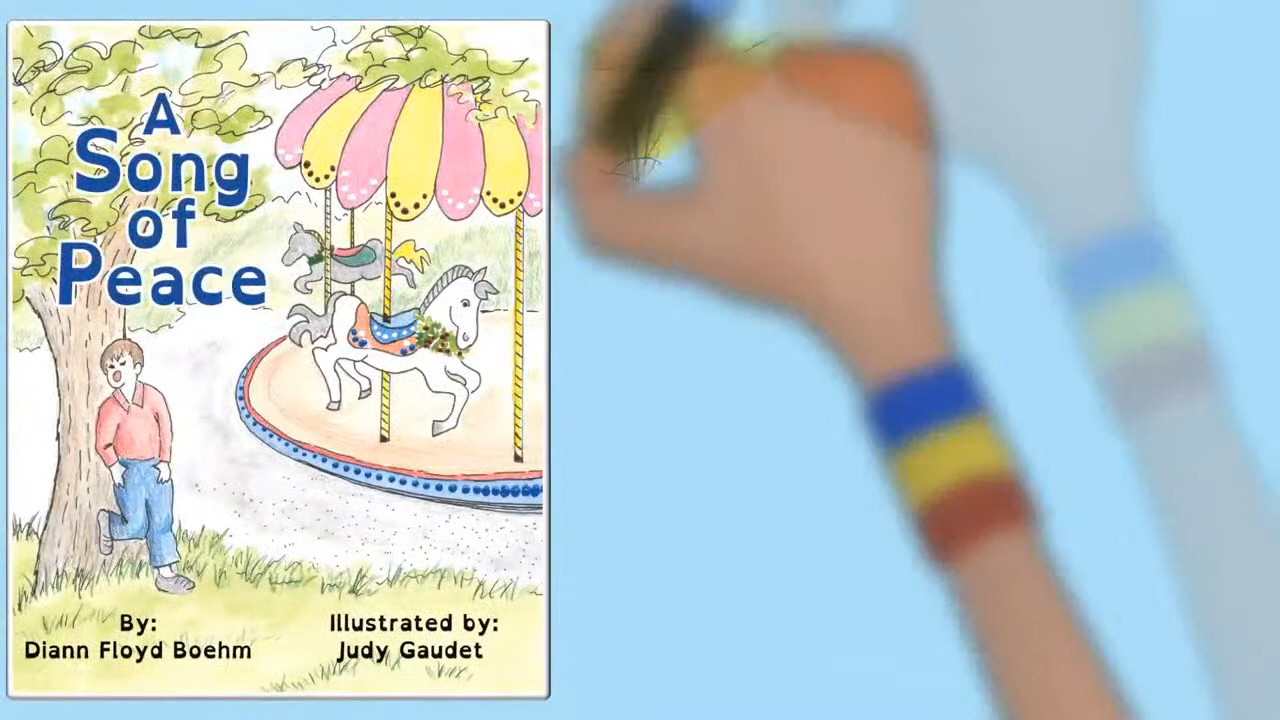 A
Song
of
Peace
By:
Diann Floyd Boehm
Illustrated by:
Judy Gaudet